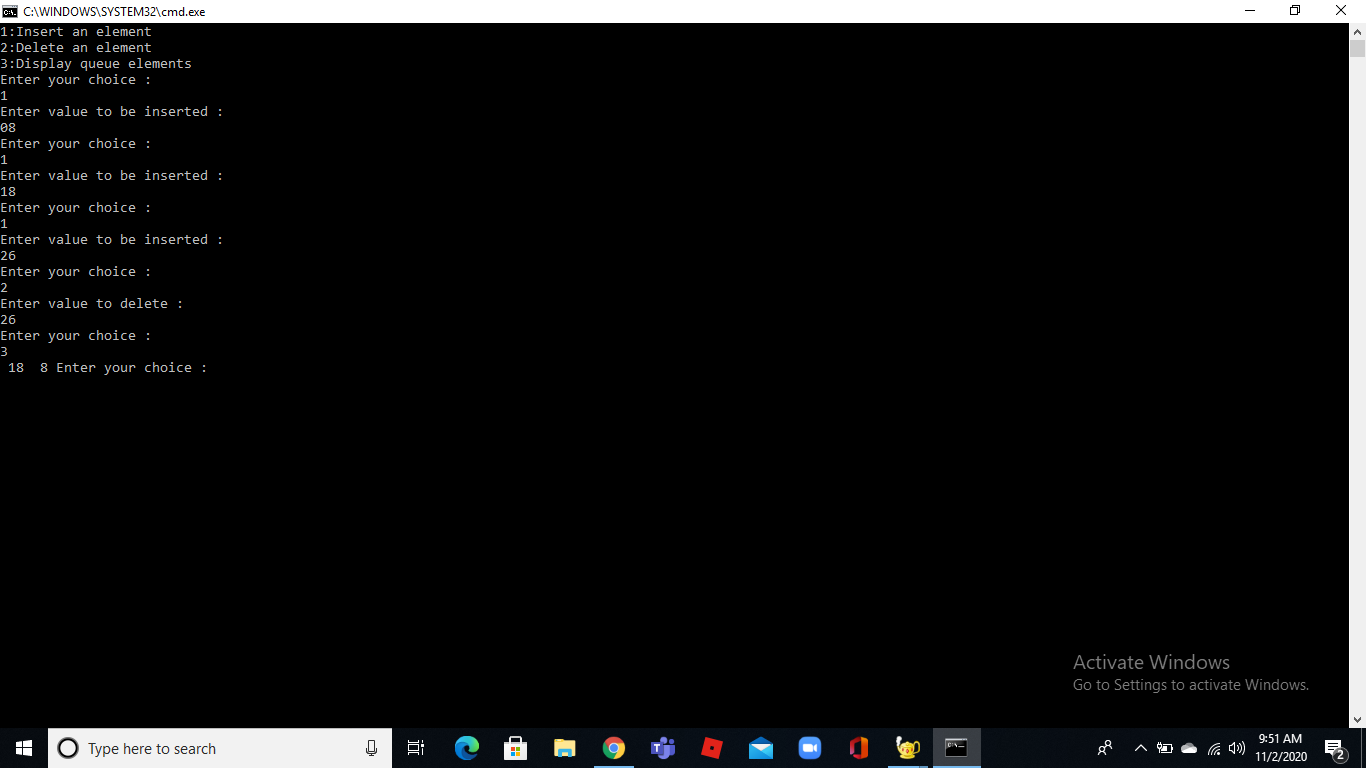 C:\WINDOWS\SYSTEM32\cmd.exe
1:Insert an element
2:Delete an element
3:Display queue elements
Enter your choice :
1
Enter value to be inserted :
08
Enter your choice :
1
Enter value to be inserted :
18
Enter your choice :
1
Enter value to be inserted :
26
Enter your choice :
2
Enter value to delete :
26
Enter your choice :
3
 18  8 Enter your choice :
Activate Windows
Go to Settings to activate Windows.
Type here to search
9:51 AM
11/2/2020
2